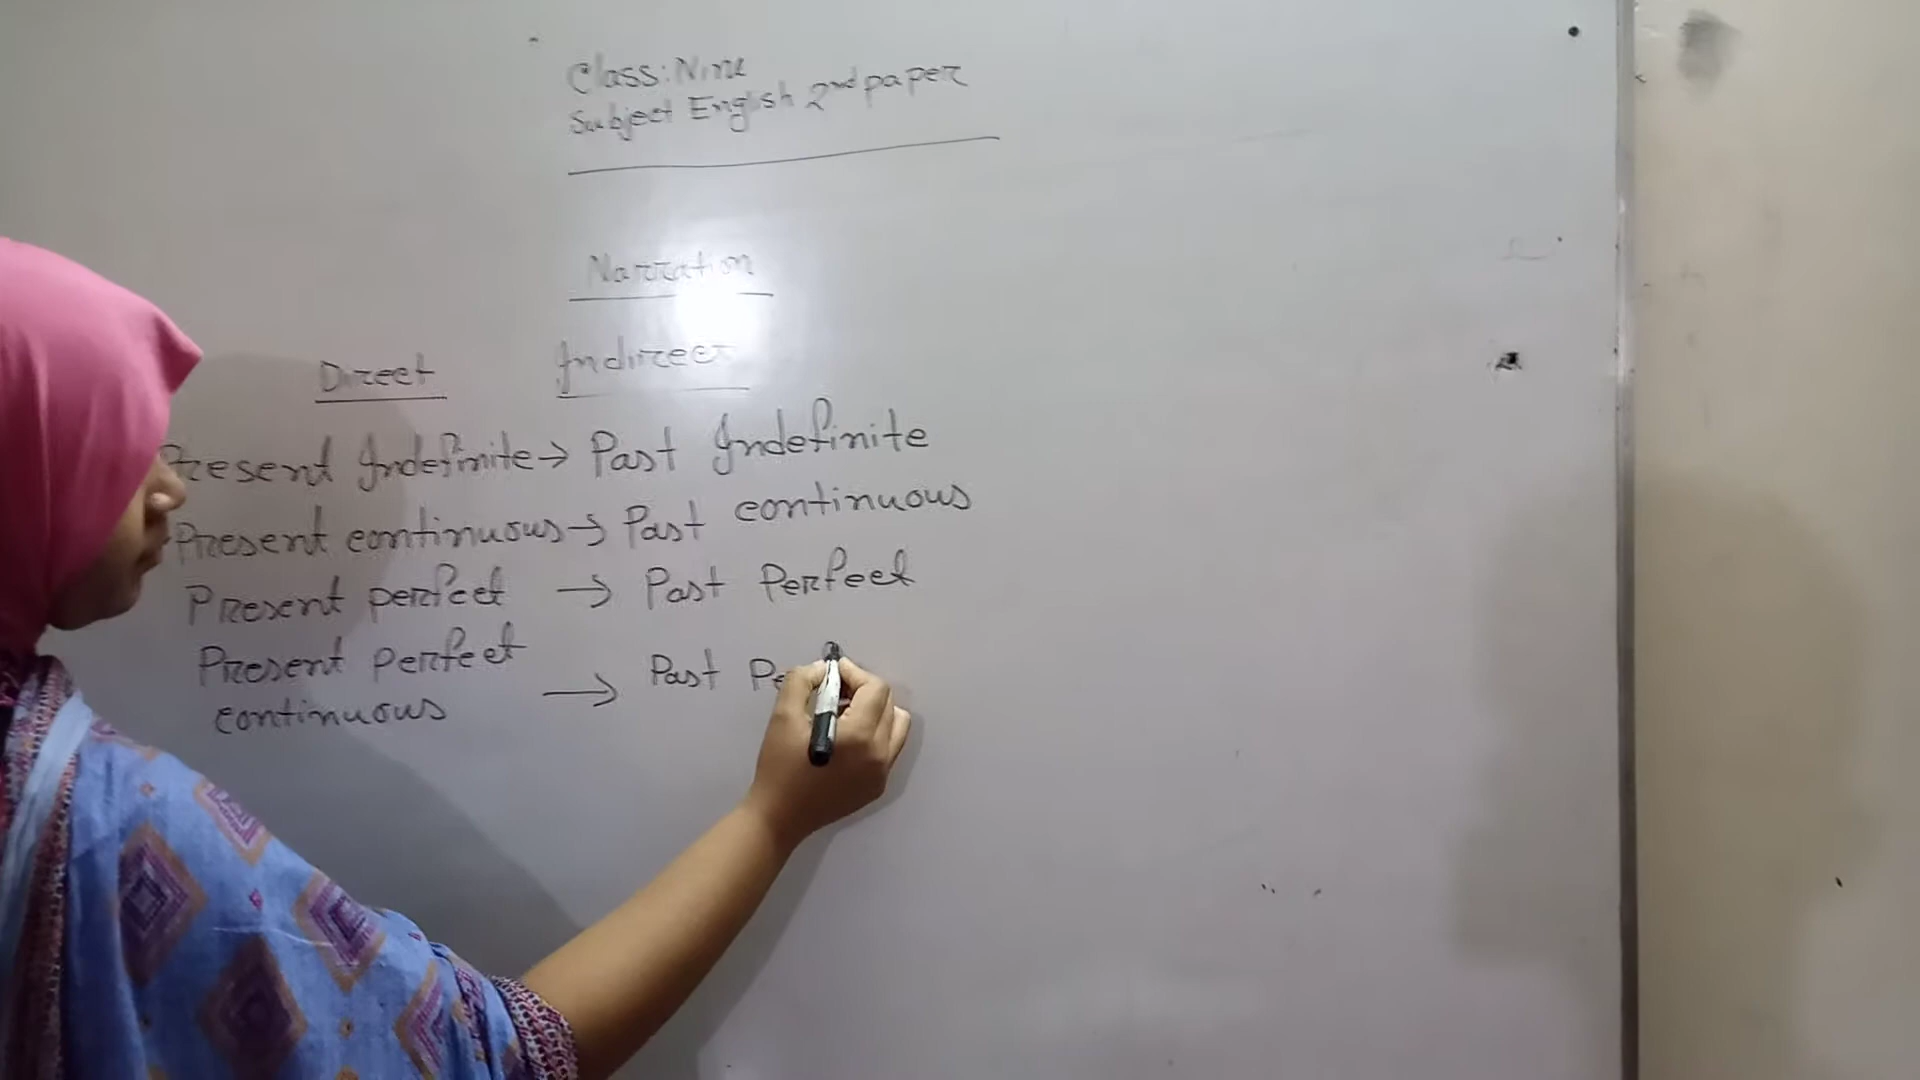 Class: Nine
Subject English 2nd paper
Narration
Direct Indirect
Present Indefinite → Past Indefinite
Present continuous → Past continuous
Present perfect → Past Perfect
Present perfect
continuous → Past Pe